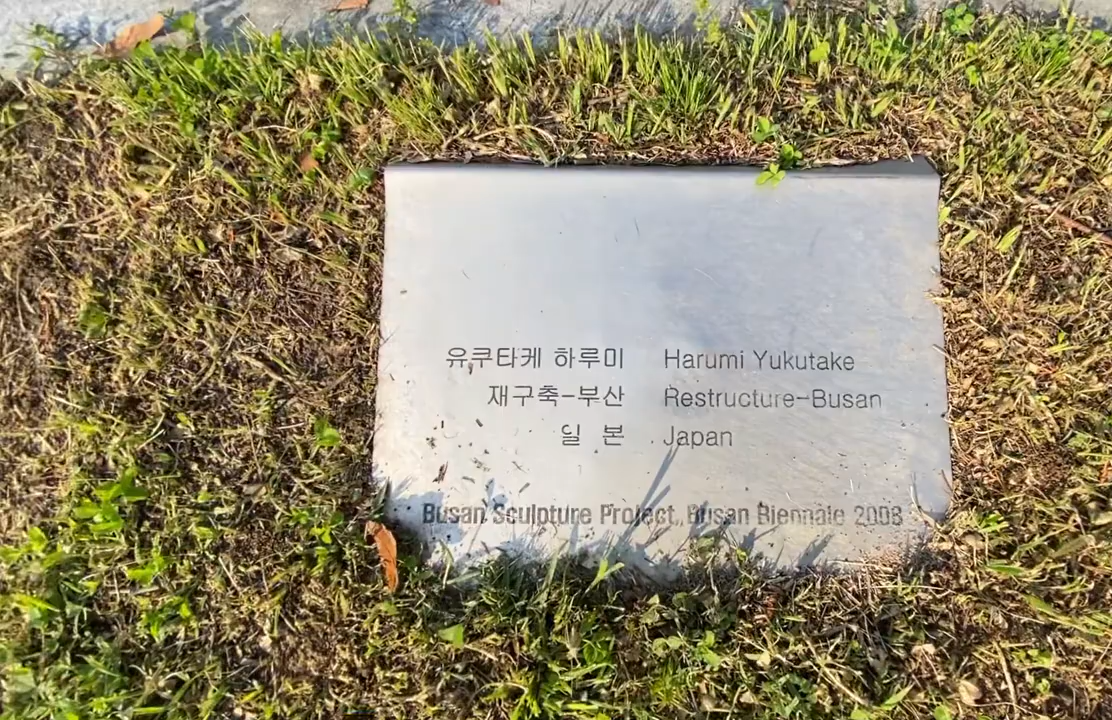 유쿠타케 하루미 Harumi Yukutake
재구축-부산 Restructure-Busan
일 본 Japan
Busan Sculpture Project, Busan Biennale 2008